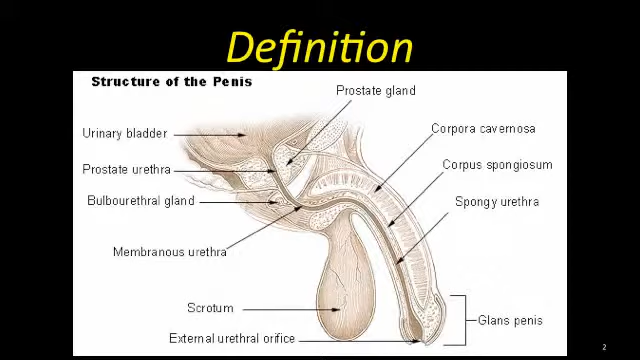 Definition
Structure of the Penis
Prostate gland
Urinary bladder
Corpora cavernosa
Prostate urethra
Corpus spongiosum
Bulbourethral gland
Spongy urethra
Membranous urethra
Scrotum
Glans penis
External urethral orifice
2